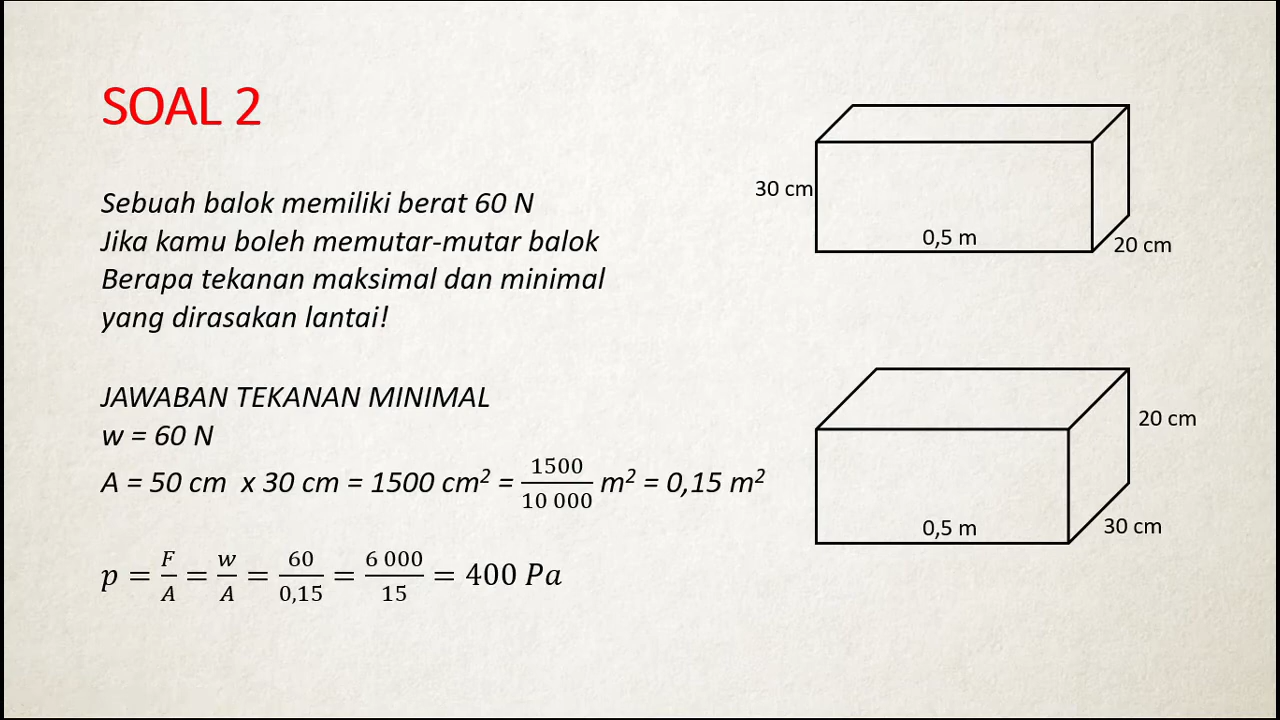 SOAL 2
Sebuah balok memiliki berat 60 N
Jika kamu boleh memutar-mutar balok
Berapa tekanan maksimal dan minimal
yang dirasakan lantai!
JAWABAN TEKANAN MINIMAL
w = 60 N
A = 50 cm x 30 cm = 1500 cm² = 1500/10 000 m² = 0,15 m²
p = F/A = w/A = 60/0,15 = 6 000/15 = 400 Pa
30 cm
0,5 m
20 cm
20 cm
0,5 m
30 cm